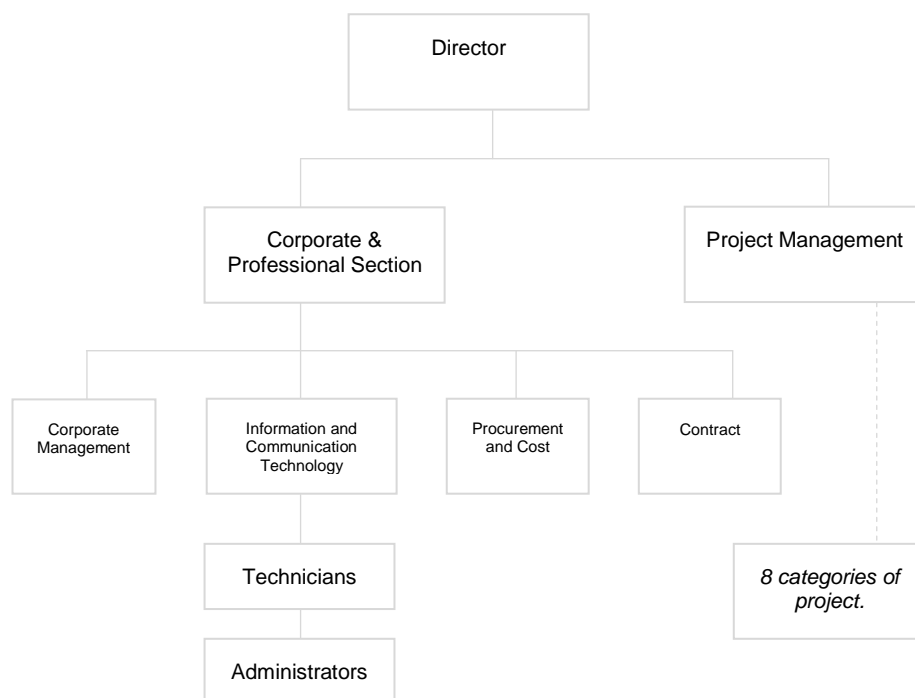 Director
Corporate &
Professional Section
Project Management
Corporate
Management
Information and
Communication
Technology
Procurement
and Cost
Contract
Technicians
8 categories of
project.
Administrators